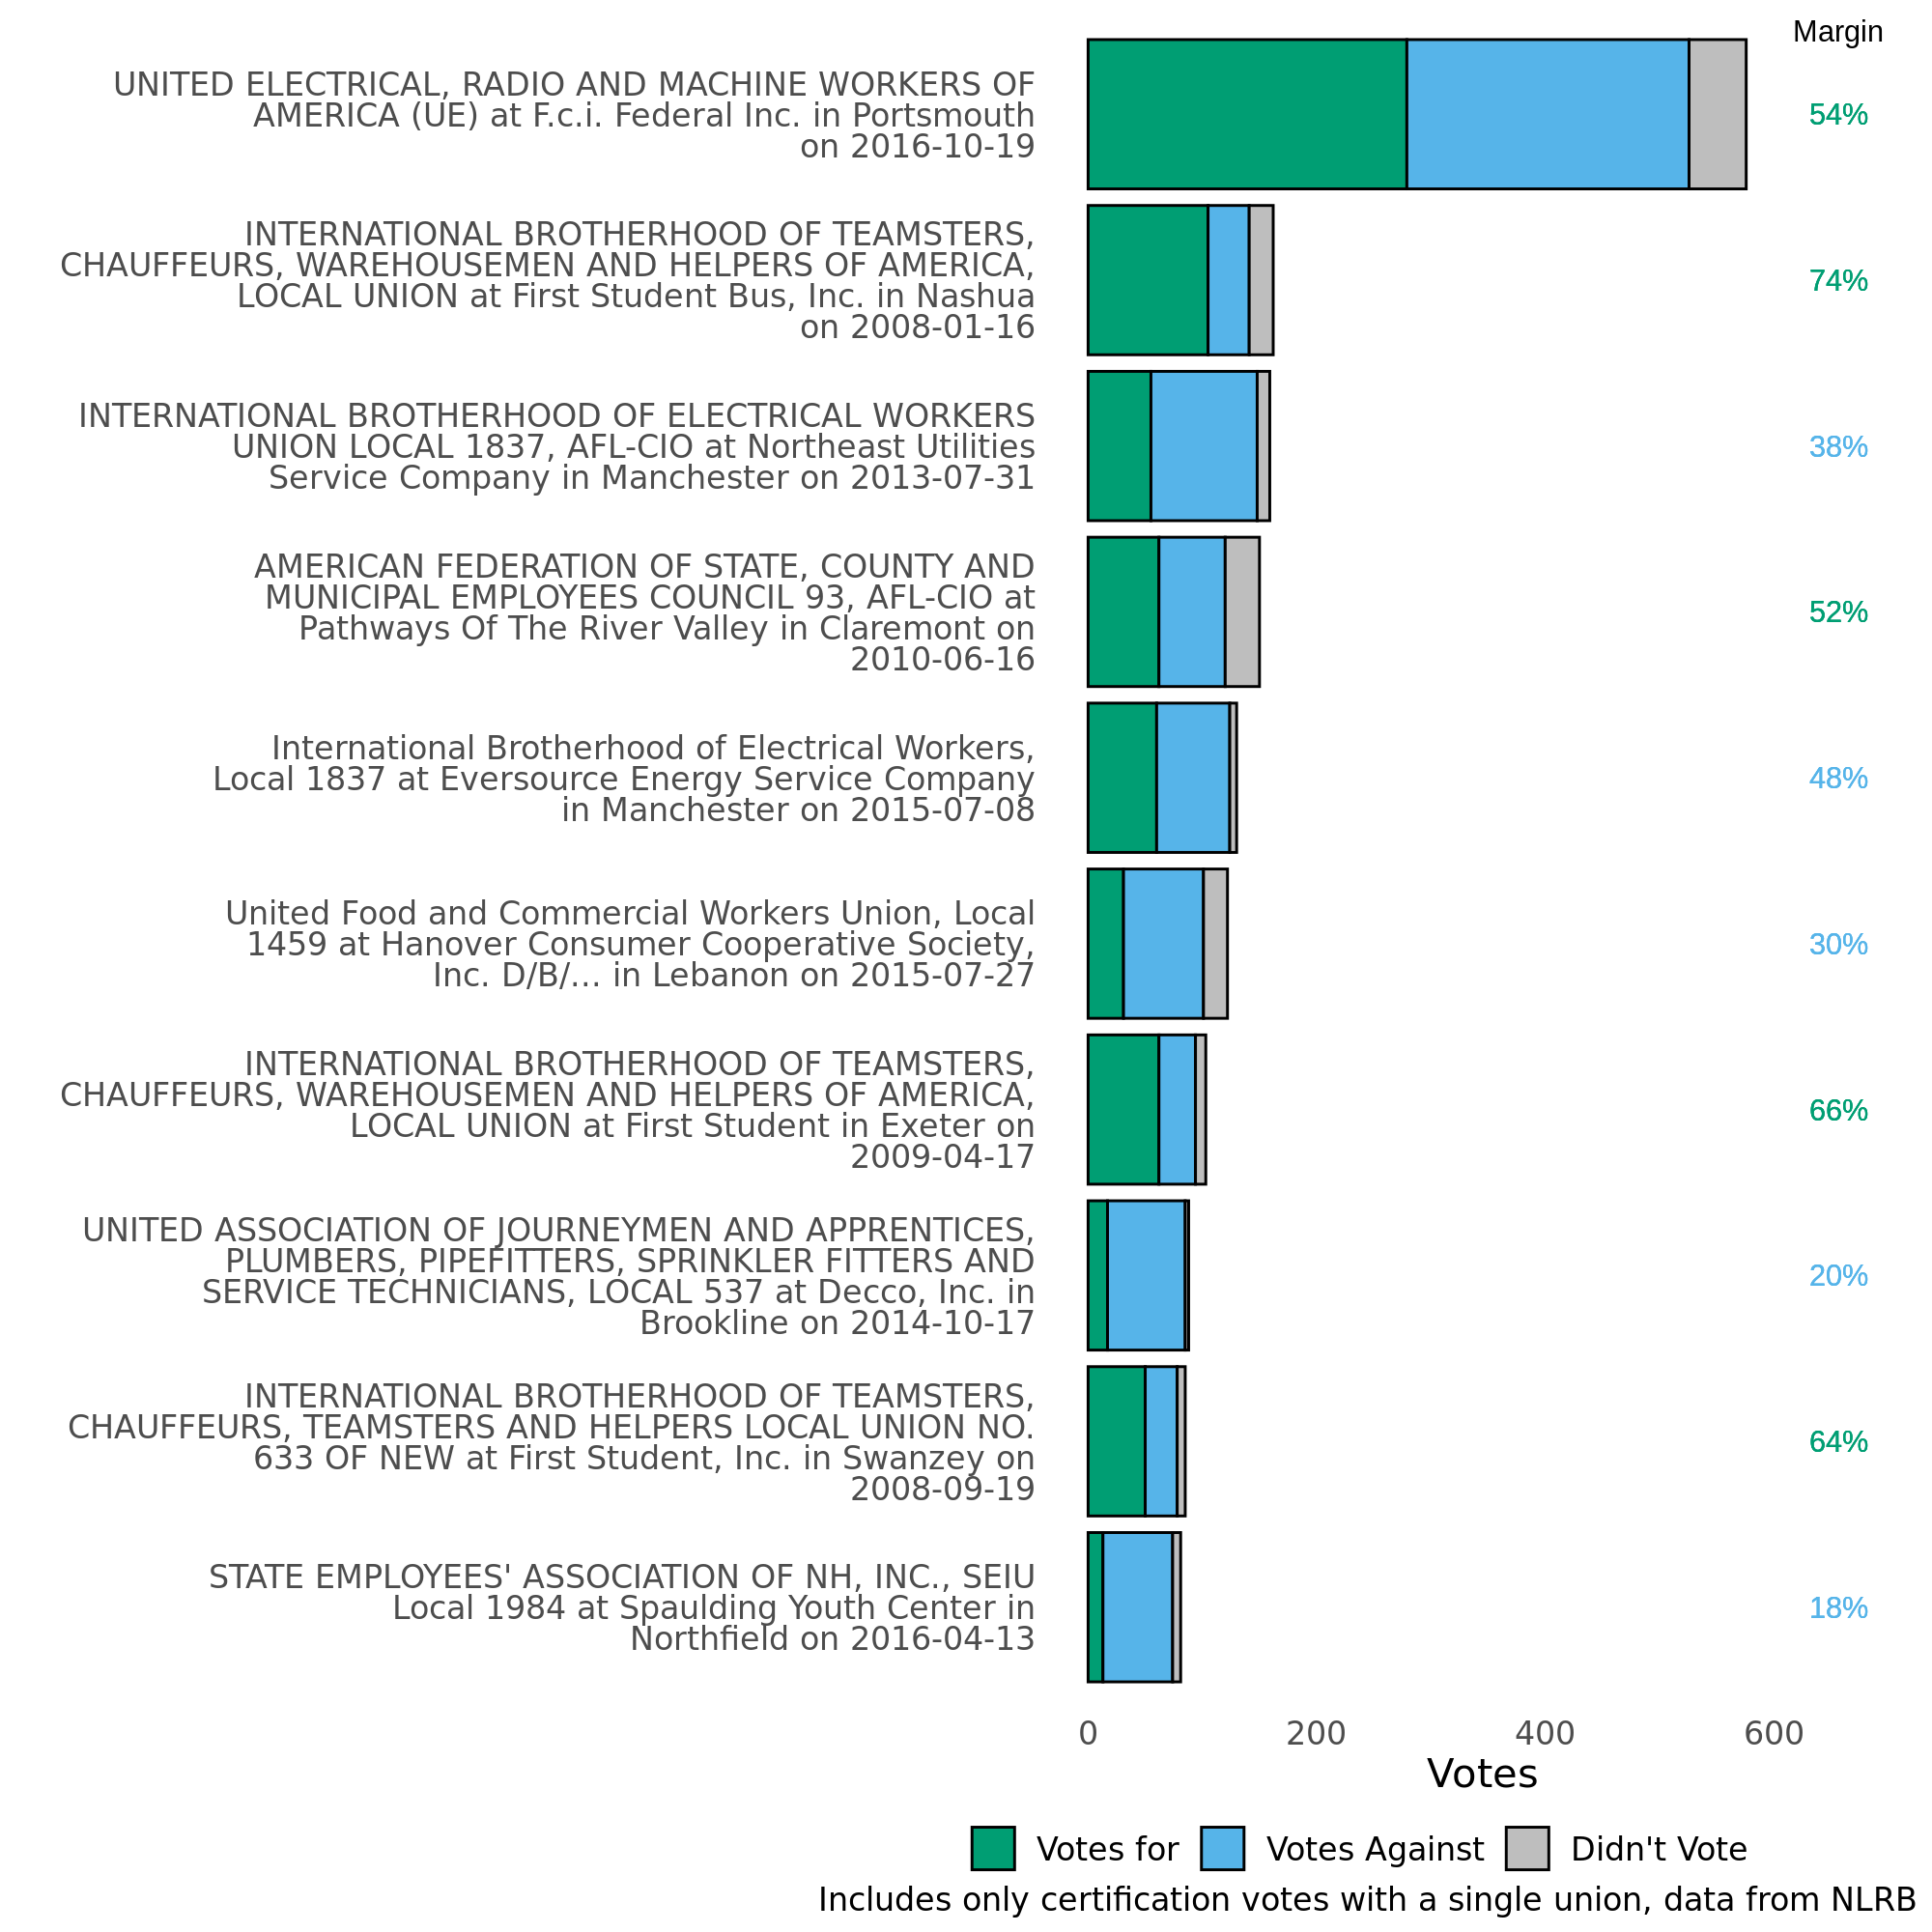 Margin
UNITED ELECTRICAL, RADIO AND MACHINE WORKERS OF
AMERICA (UE) at F.c.i. Federal Inc. in Portsmouth
on 2016-10-19
54%
INTERNATIONAL BROTHERHOOD OF TEAMSTERS,
CHAUFFEURS, WAREHOUSEMEN AND HELPERS OF AMERICA,
LOCAL UNION at First Student Bus, Inc. in Nashua
on 2008-01-16
74%
INTERNATIONAL BROTHERHOOD OF ELECTRICAL WORKERS
UNION LOCAL 1837, AFL-CIO at Northeast Utilities
Service Company in Manchester on 2013-07-31
38%
AMERICAN FEDERATION OF STATE, COUNTY AND
MUNICIPAL EMPLOYEES COUNCIL 93, AFL-CIO at
Pathways Of The River Valley in Claremont on
2010-06-16
52%
International Brotherhood of Electrical Workers,
Local 1837 at Eversource Energy Service Company
in Manchester on 2015-07-08
48%
United Food and Commercial Workers Union, Local
1459 at Hanover Consumer Cooperative Society,
Inc. D/B/... in Lebanon on 2015-07-27
30%
INTERNATIONAL BROTHERHOOD OF TEAMSTERS,
CHAUFFEURS, WAREHOUSEMEN AND HELPERS OF AMERICA,
LOCAL UNION at First Student in Exeter on
2009-04-17
66%
UNITED ASSOCIATION OF JOURNEYMEN AND APPRENTICES,
PLUMBERS, PIPEFITTERS, SPRINKLER FITTERS AND
SERVICE TECHNICIANS, LOCAL 537 at Decco, Inc. in
Brookline on 2014-10-17
20%
INTERNATIONAL BROTHERHOOD OF TEAMSTERS,
CHAUFFEURS, TEAMSTERS AND HELPERS LOCAL UNION NO.
633 OF NEW at First Student, Inc. in Swanzey on
2008-09-19
64%
STATE EMPLOYEES' ASSOCIATION OF NH, INC., SEIU
Local 1984 at Spaulding Youth Center in
Northfield on 2016-04-13
18%
0 200 400 600
Votes
Votes for Votes Against Didn't Vote
Includes only certification votes with a single union, data from NLRB